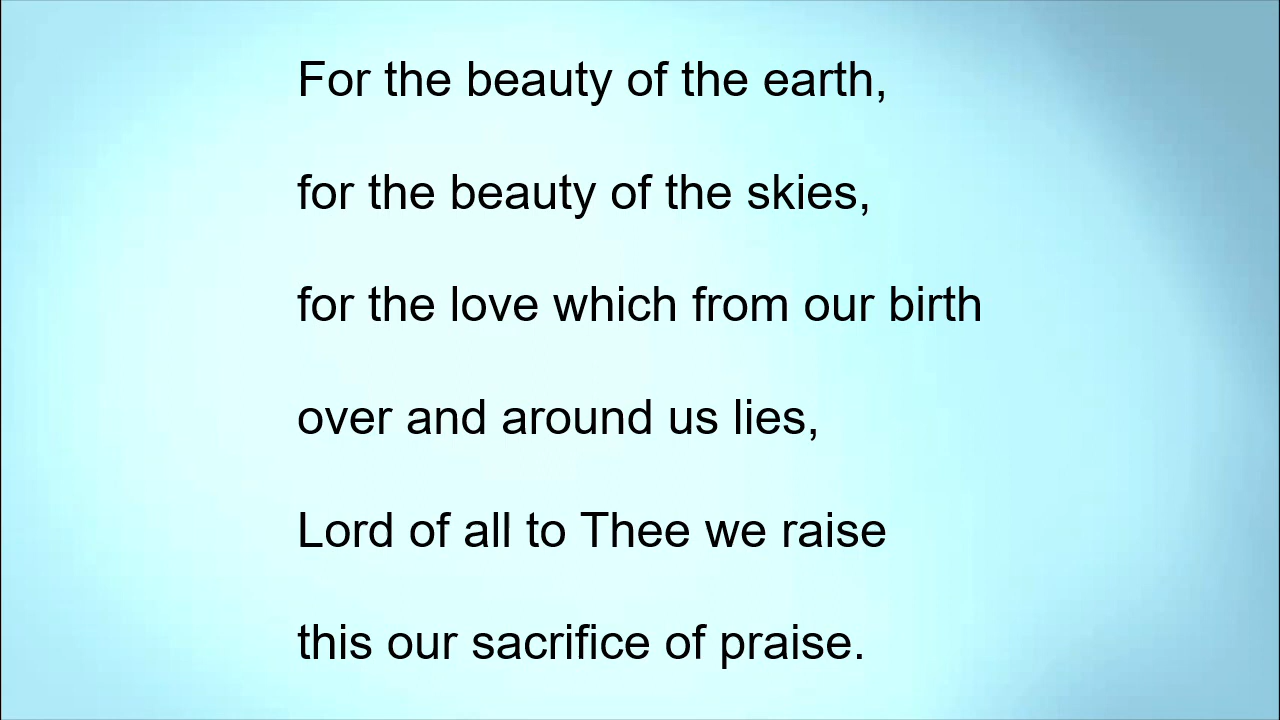 For the beauty of the earth,
for the beauty of the skies,
for the love which from our birth
over and around us lies,
Lord of all to Thee we raise
this our sacrifice of praise.